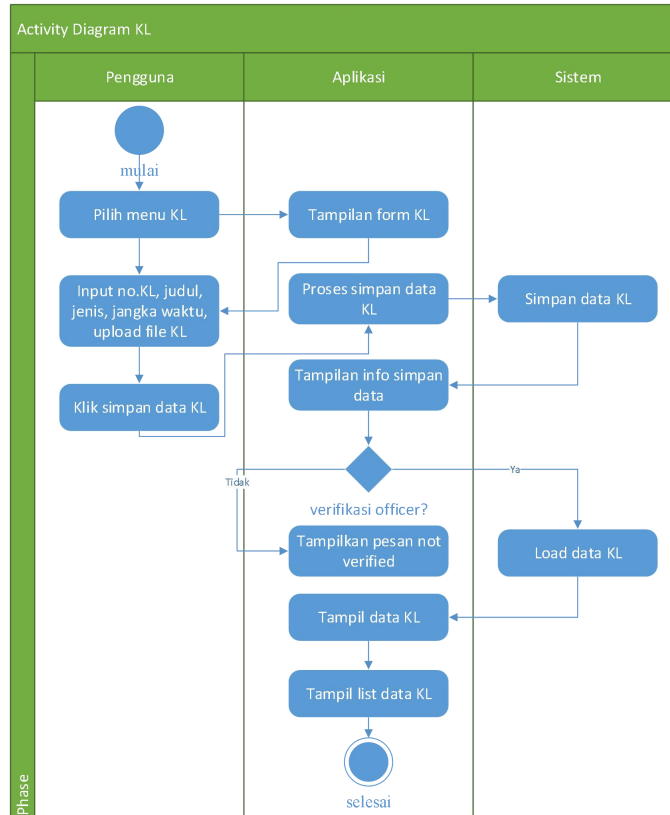 Activity Diagram KL
Pengguna
Aplikasi
Sistem
mulai
Pilih menu KL
Tampilan form KL
Input no.KL, judul,
jenis, jangka waktu,
upload file KL
Proses simpan data
KL
Simpan data KL
Klik simpan data KL
Tampilan info simpan
data
Tidak
Ya
verifikasi officer?
Tampilkan pesan not
verified
Load data KL
Tampil data KL
Tampil list data KL
selesai
Phase